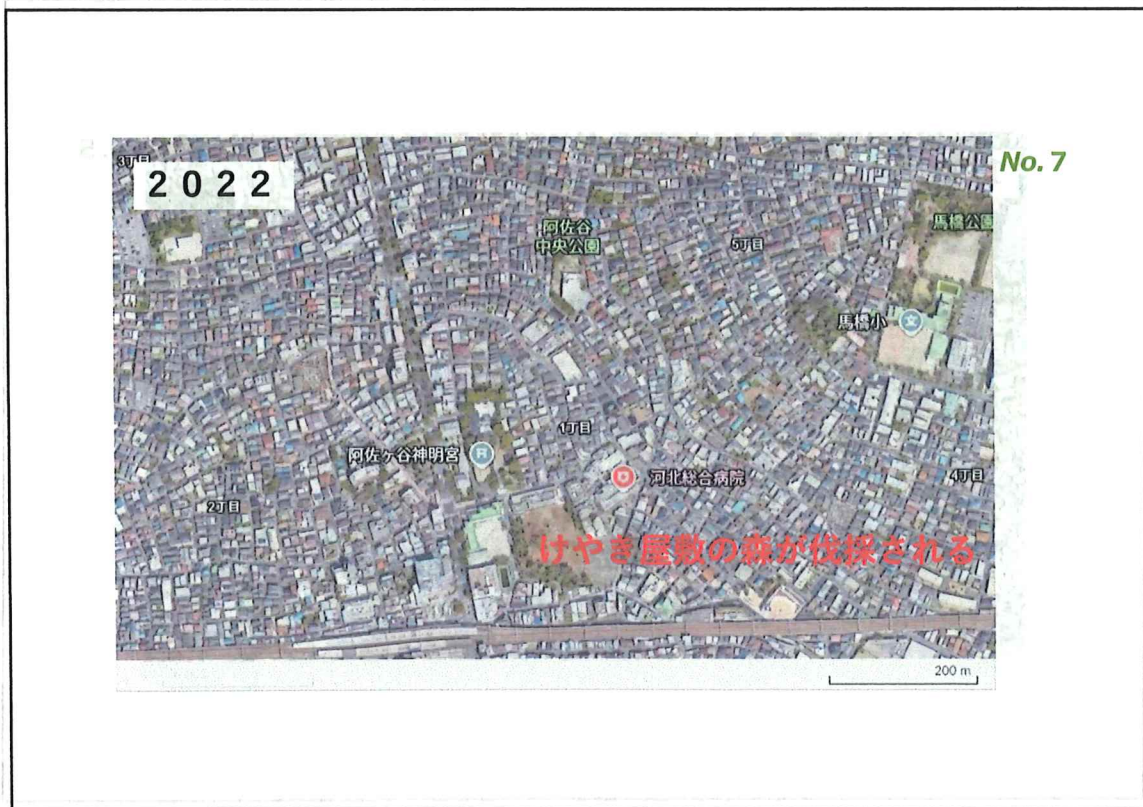 3丁目
2022
No. 7
阿佐谷
中央公園
5丁目
馬橋公園
馬橋小
1丁目
阿佐ヶ谷神明宮
河北総合病院
4丁目
2丁目
けやき屋敷の森が伐採される
200 m